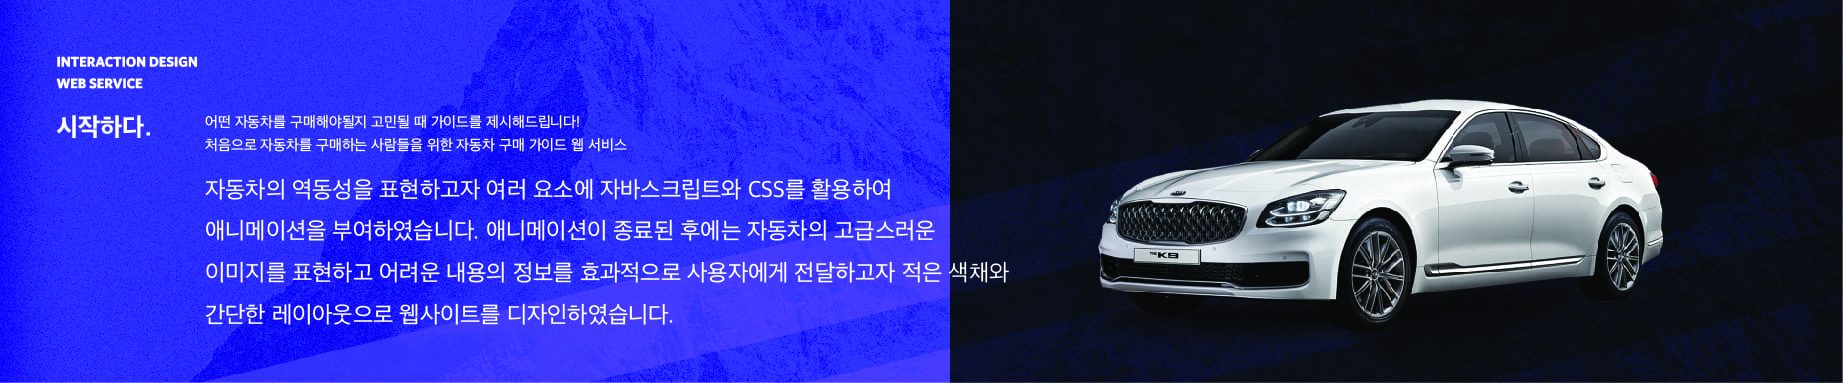 INTERACTION DESIGN
WEB SERVICE
시작하다.
어떤 자동차를 구매해야될지 고민될 때 가이드를 제시해드립니다!
처음으로 자동차를 구매하는 사람들을 위한 자동차 구매 가이드 웹 서비스
자동차의 역동성을 표현하고자 여러 요소에 자바스크립트와 CSS를 활용하여
애니메이션을 부여하였습니다. 애니메이션이 종료된 후에는 자동차의 고급스러운
이미지를 표현하고 어려운 내용의 정보를 효과적으로 사용자에게 전달하고자 적은 색채와
간단한 레이아웃으로 웹사이트를 디자인하였습니다.
THE K9